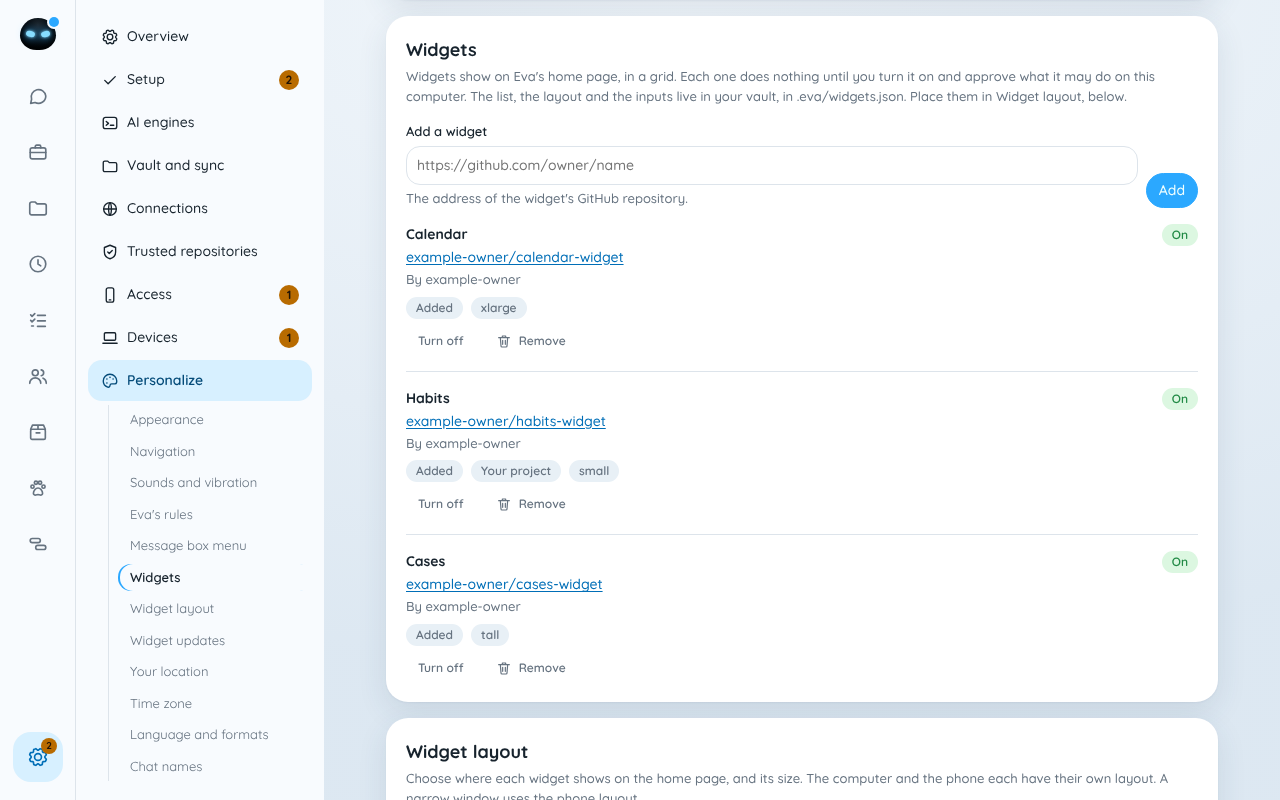 Overview
Setup
2
AI engines
Vault and sync
Connections
Trusted repositories
Access
1
Devices
1
Personalize
Appearance
Navigation
Sounds and vibration
Eva's rules
Message box menu
Widgets
Widget layout
Widget updates
Your location
Time zone
Language and formats
Chat names
2
Widgets
Widgets show on Eva's home page, in a grid. Each one does nothing until you turn it on and approve what it may do on this
computer. The list, the layout and the inputs live in your vault, in .eva/widgets.json. Place them in Widget layout, below.
Add a widget
https://github.com/owner/name
Add
The address of the widget's GitHub repository.
Calendar
On
example-owner/calendar-widget
By example-owner
Added xlarge
Turn off Remove
Habits
On
example-owner/habits-widget
By example-owner
Added Your project small
Turn off Remove
Cases
On
example-owner/cases-widget
By example-owner
Added tall
Turn off Remove
Widget layout
Choose where each widget shows on the home page, and its size. The computer and the phone each have their own layout. A
narrow window uses the phone layout.